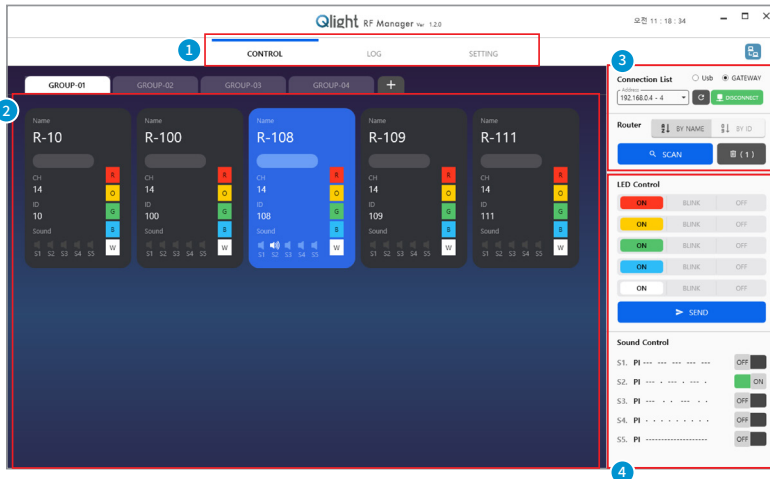 Qlight RF Manager Ver 1.2.0
오전 11 : 18 : 34
1
CONTROL LOG SETTING
2
GROUP-01 GROUP-02 GROUP-03 GROUP-04 +
Name
R-10
CH
14
ID
10
Sound
S1 S2 S3 S4 S5
R
O
G
B
W
Name
R-100
CH
14
ID
100
Sound
S1 S2 S3 S4 S5
R
O
G
B
W
Name
R-108
CH
14
ID
108
Sound
S1 S2 S3 S4 S5
R
O
G
B
W
Name
R-109
CH
14
ID
109
Sound
S1 S2 S3 S4 S5
R
O
G
B
W
Name
R-111
CH
14
ID
111
Sound
S1 S2 S3 S4 S5
R
O
G
B
W
3
Connection List Usb GATEWAY
Address
192.168.0.4 - 4 DISCONNECT
Router BY NAME BY ID
SCAN ( 1 )
LED Control
ON BLINK OFF
ON BLINK OFF
ON BLINK OFF
ON BLINK OFF
ON BLINK OFF
SEND
Sound Control
S1. PI --- --- --- --- --- OFF
S2. PI --- - --- - --- - ON
S3. PI --- - - --- - OFF
S4. PI - - - - - - - - - OFF
S5. PI -------------------- OFF
4